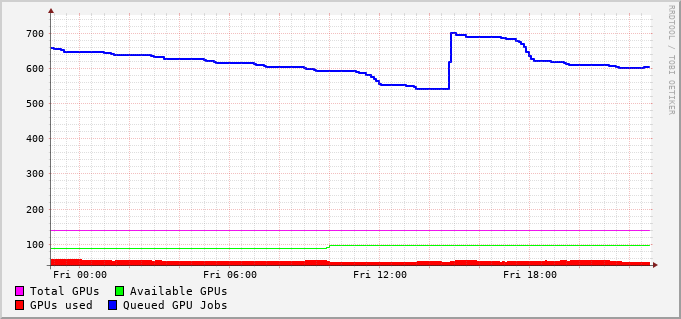 700
600
500
400
300
200
100
Fri 00:00 Fri 06:00 Fri 12:00 Fri 18:00
Total GPUs Available GPUs
GPUs used Queued GPU Jobs
RRDTOOL / TOBI OETIKER